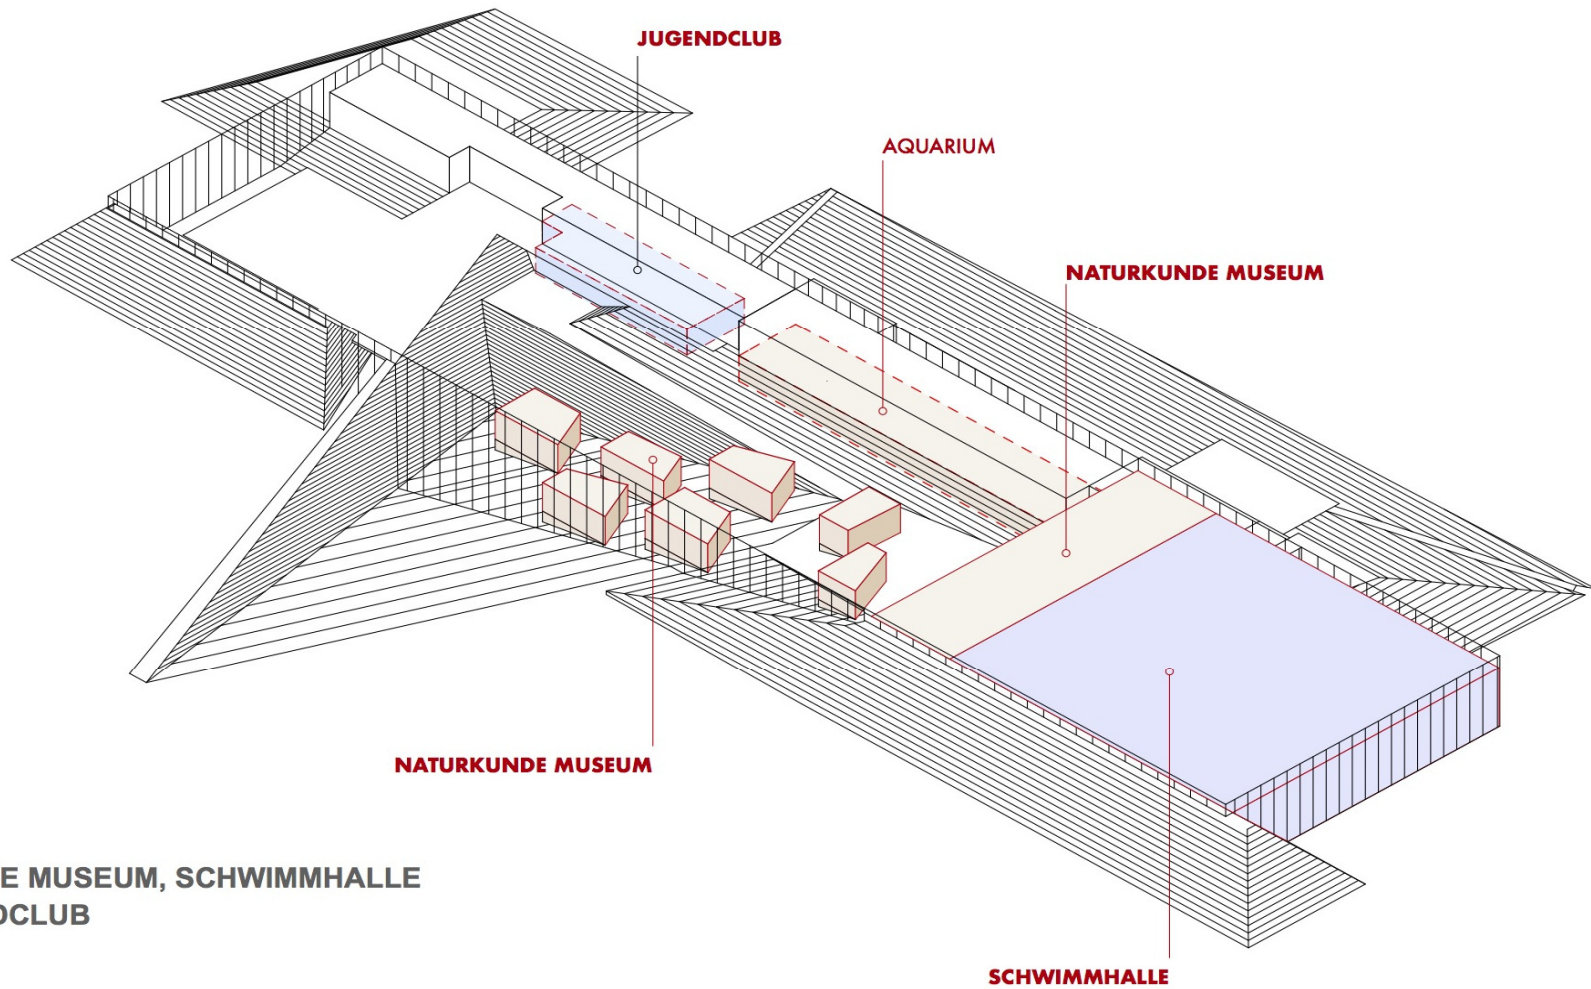 JUGENDCLUB
AQUARIUM
NATURKUNDE MUSEUM
NATURKUNDE MUSEUM
E MUSEUM, SCHWIMMHALLE
DCLUB
SCHWIMMHALLE